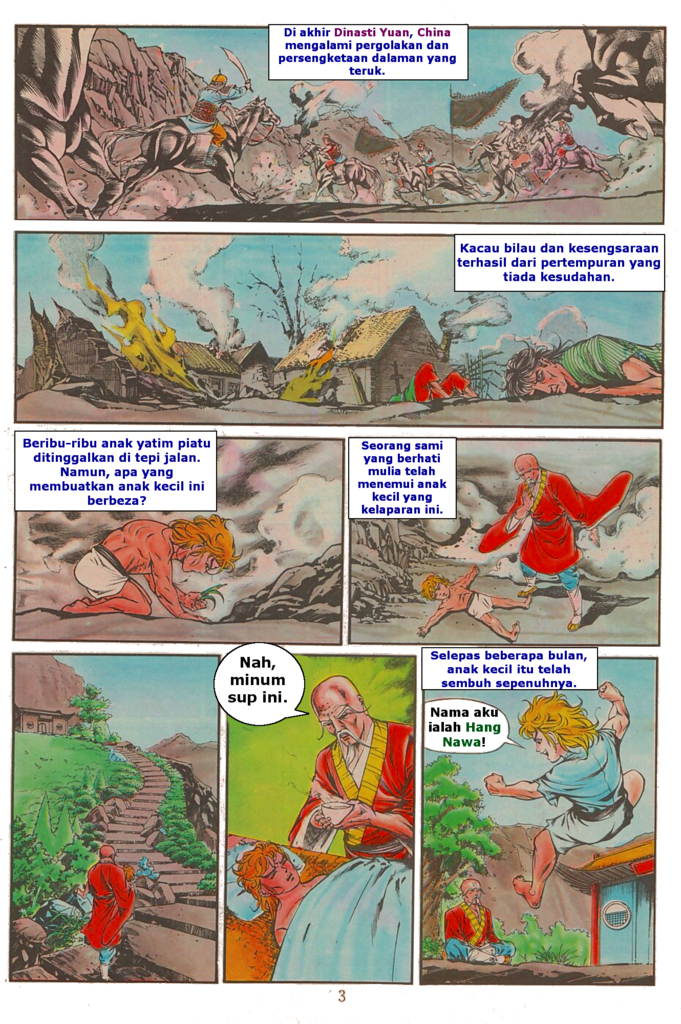 Di akhir Dinasti Yuan, China
mengalami pergolakan dan
persengketaan dalaman yang
teruk.
Kacau bilau dan kesengsaraan
terhasil dari pertempuran yang
tiada kesudahan.
Beribu-ribu anak yatim piatu
ditinggalkan di tepi jalan.
Namun, apa yang
membuatkan anak kecil ini
berbeza?
Seorang sami
yang berhati
mulia telah
menemui anak
kecil yang
kelaparan ini.
Nah,
minum
sup ini.
Selepas beberapa bulan,
anak kecil itu telah
sembuh sepenuhnya.
Nama aku
ialah Hang
Nawa!
3